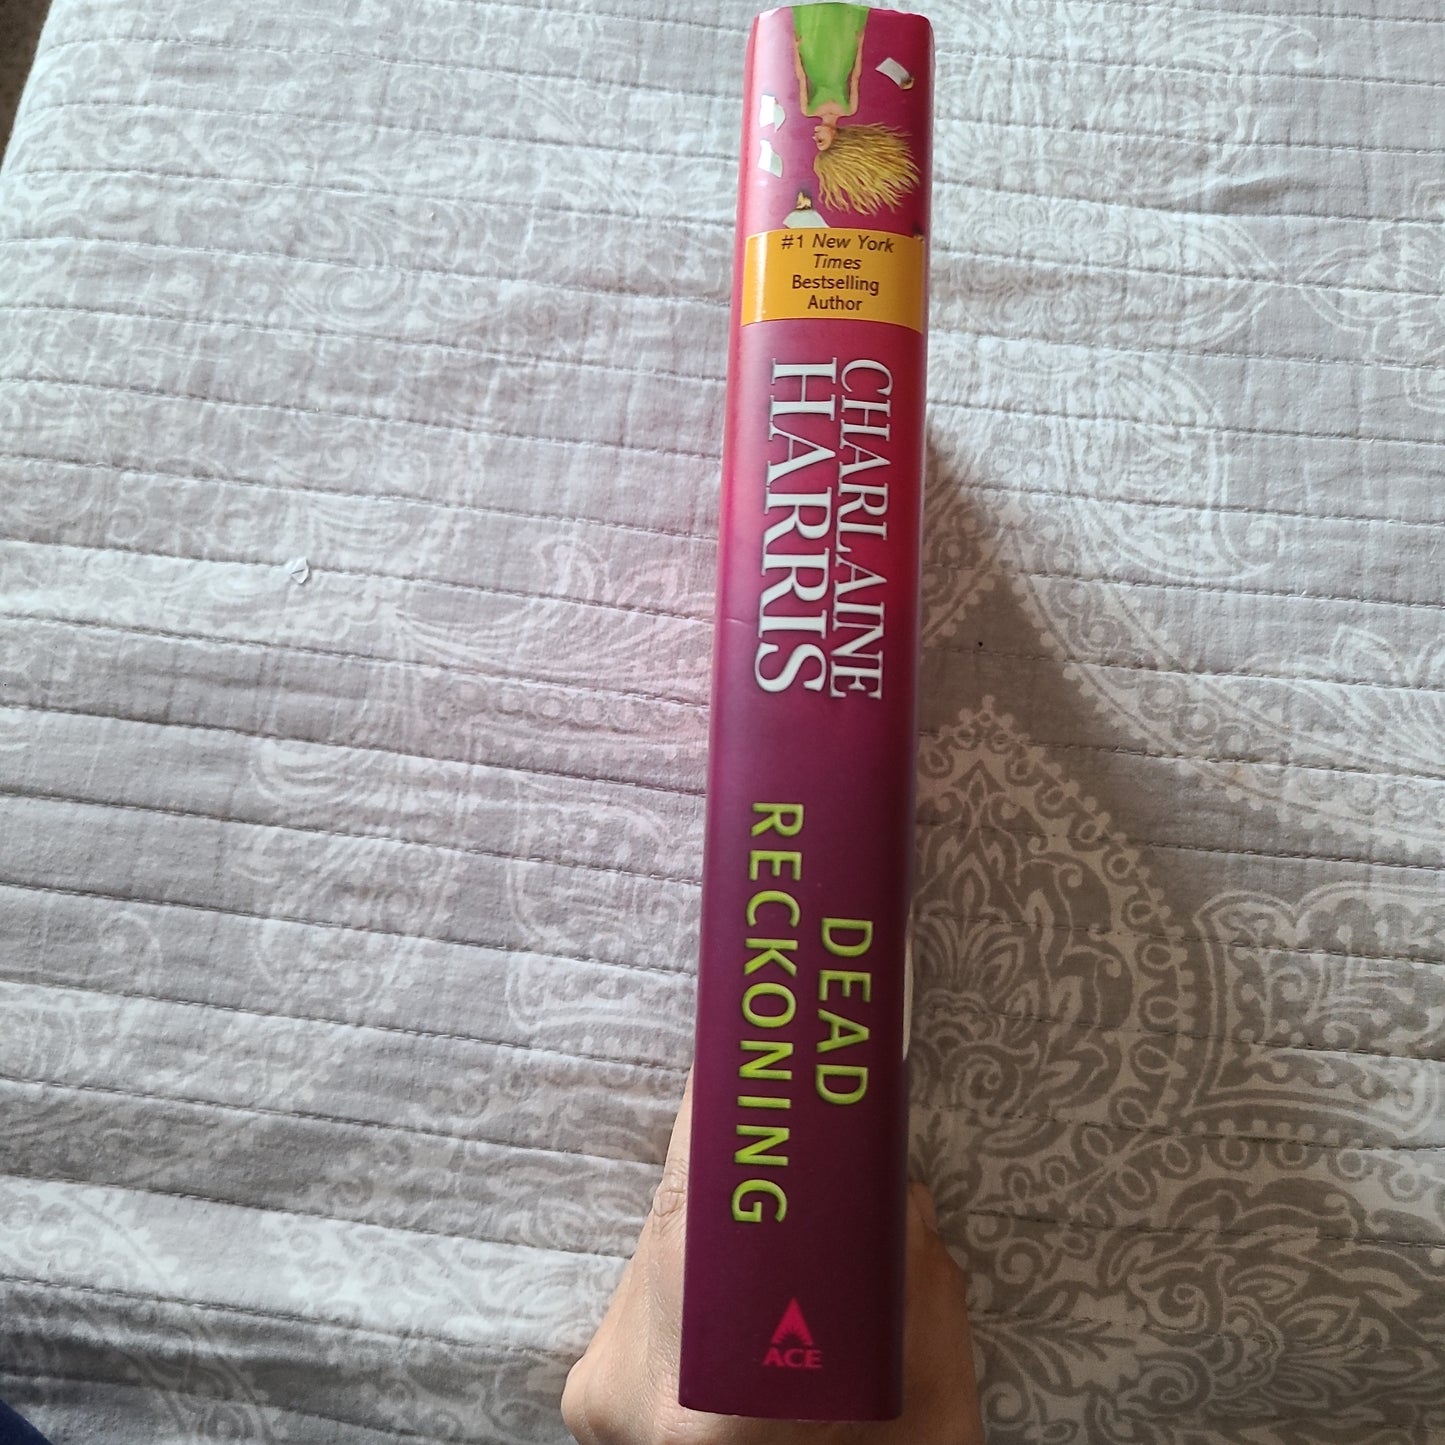 #1 New York
Times
Bestselling
Author
CHARLAINE
HARRIS
DEAD
RECKONING
ACE